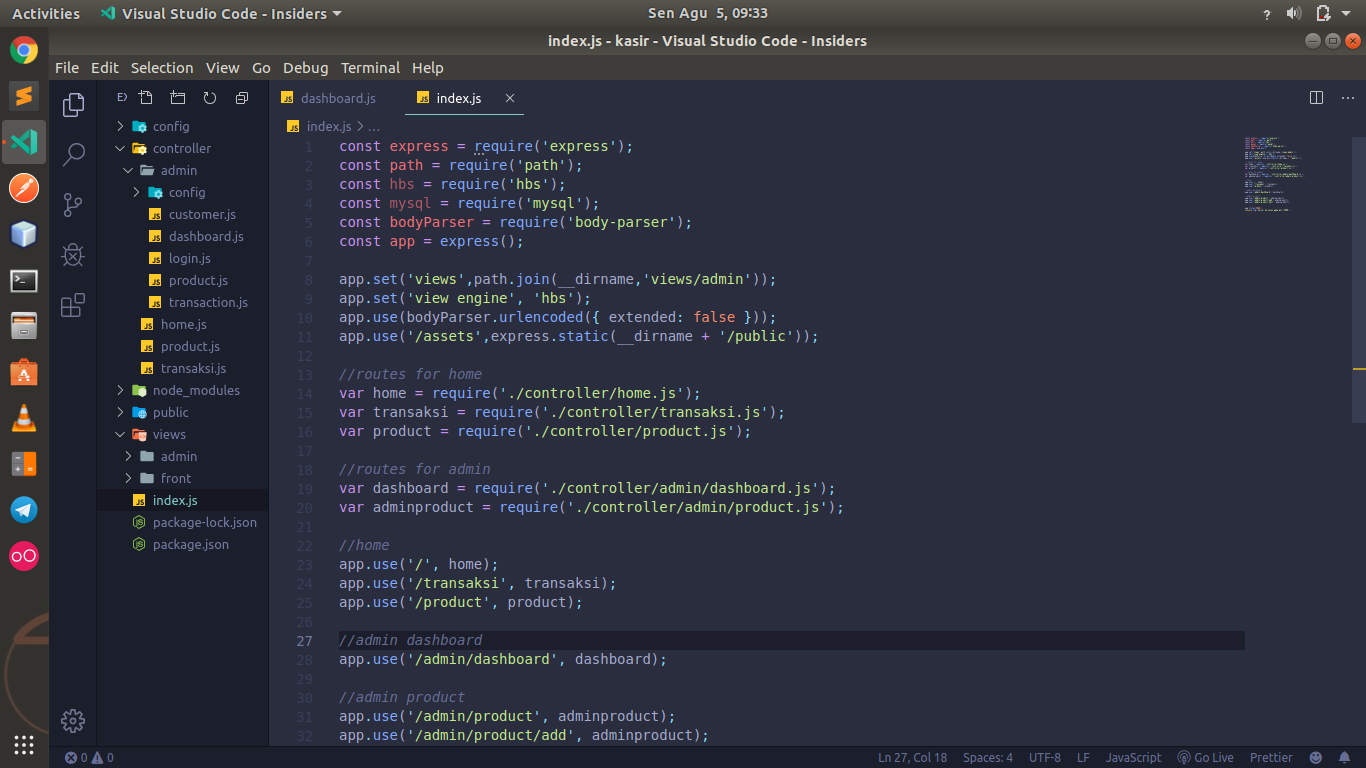 Activities Visual Studio Code - Insiders Sen Agu 5, 09:33 ?
index.js - kasir - Visual Studio Code - Insiders
File Edit Selection View Go Debug Terminal Help
dashboard.js index.js
index.js > ...
config
controller
admin
config
customer.js
dashboard.js
login.js
product.js
transaction.js
home.js
product.js
transaksi.js
node_modules
public
views
admin
front
index.js
package-lock.json
package.json
1 const express = require('express');
2 const path = require('path');
3 const hbs = require('hbs');
4 const mysql = require('mysql');
5 const bodyParser = require('body-parser');
6 const app = express();
7
8 app.set('views',path.join(__dirname,'views/admin'));
9 app.set('view engine', 'hbs');
10 app.use(bodyParser.urlencoded({ extended: false }));
11 app.use('/assets',express.static(__dirname + '/public'));
12
13 //routes for home
14 var home = require('./controller/home.js');
15 var transaksi = require('./controller/transaksi.js');
16 var product = require('./controller/product.js');
17
18 //routes for admin
19 var dashboard = require('./controller/admin/dashboard.js');
20 var adminproduct = require('./controller/admin/product.js');
21
22 //home
23 app.use('/', home);
24 app.use('/transaksi', transaksi);
25 app.use('/product', product);
26
27 //admin dashboard
28 app.use('/admin/dashboard', dashboard);
29
30 //admin product
31 app.use('/admin/product', adminproduct);
32 app.use('/admin/product/add', adminproduct);
0 0 Ln 27, Col 18 Spaces: 4 UTF-8 LF JavaScript Go Live Prettier